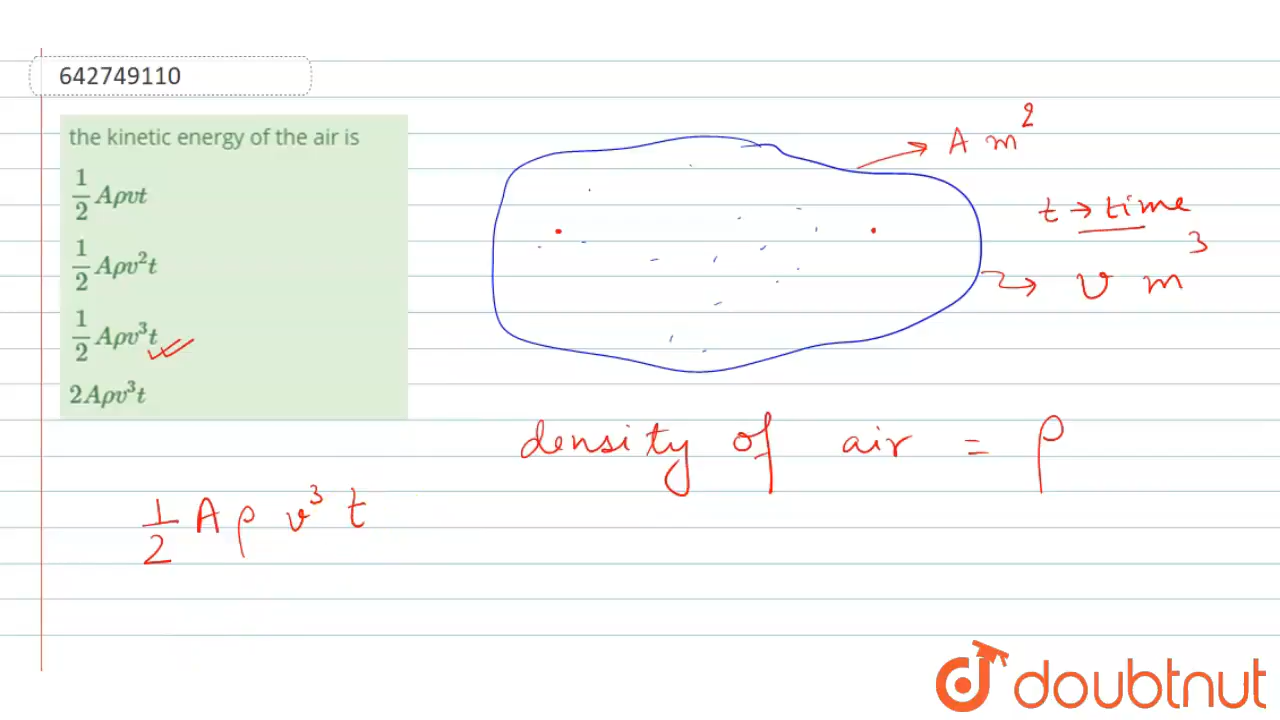 642749110
the kinetic energy of the air is
1/2 Aρvt
1/2 Aρv²t
1/2 Aρv³t
2Aρv³t
A m²
t → time
v m³
density of air = ρ
1/2 A ρ v³ t
doubtnut